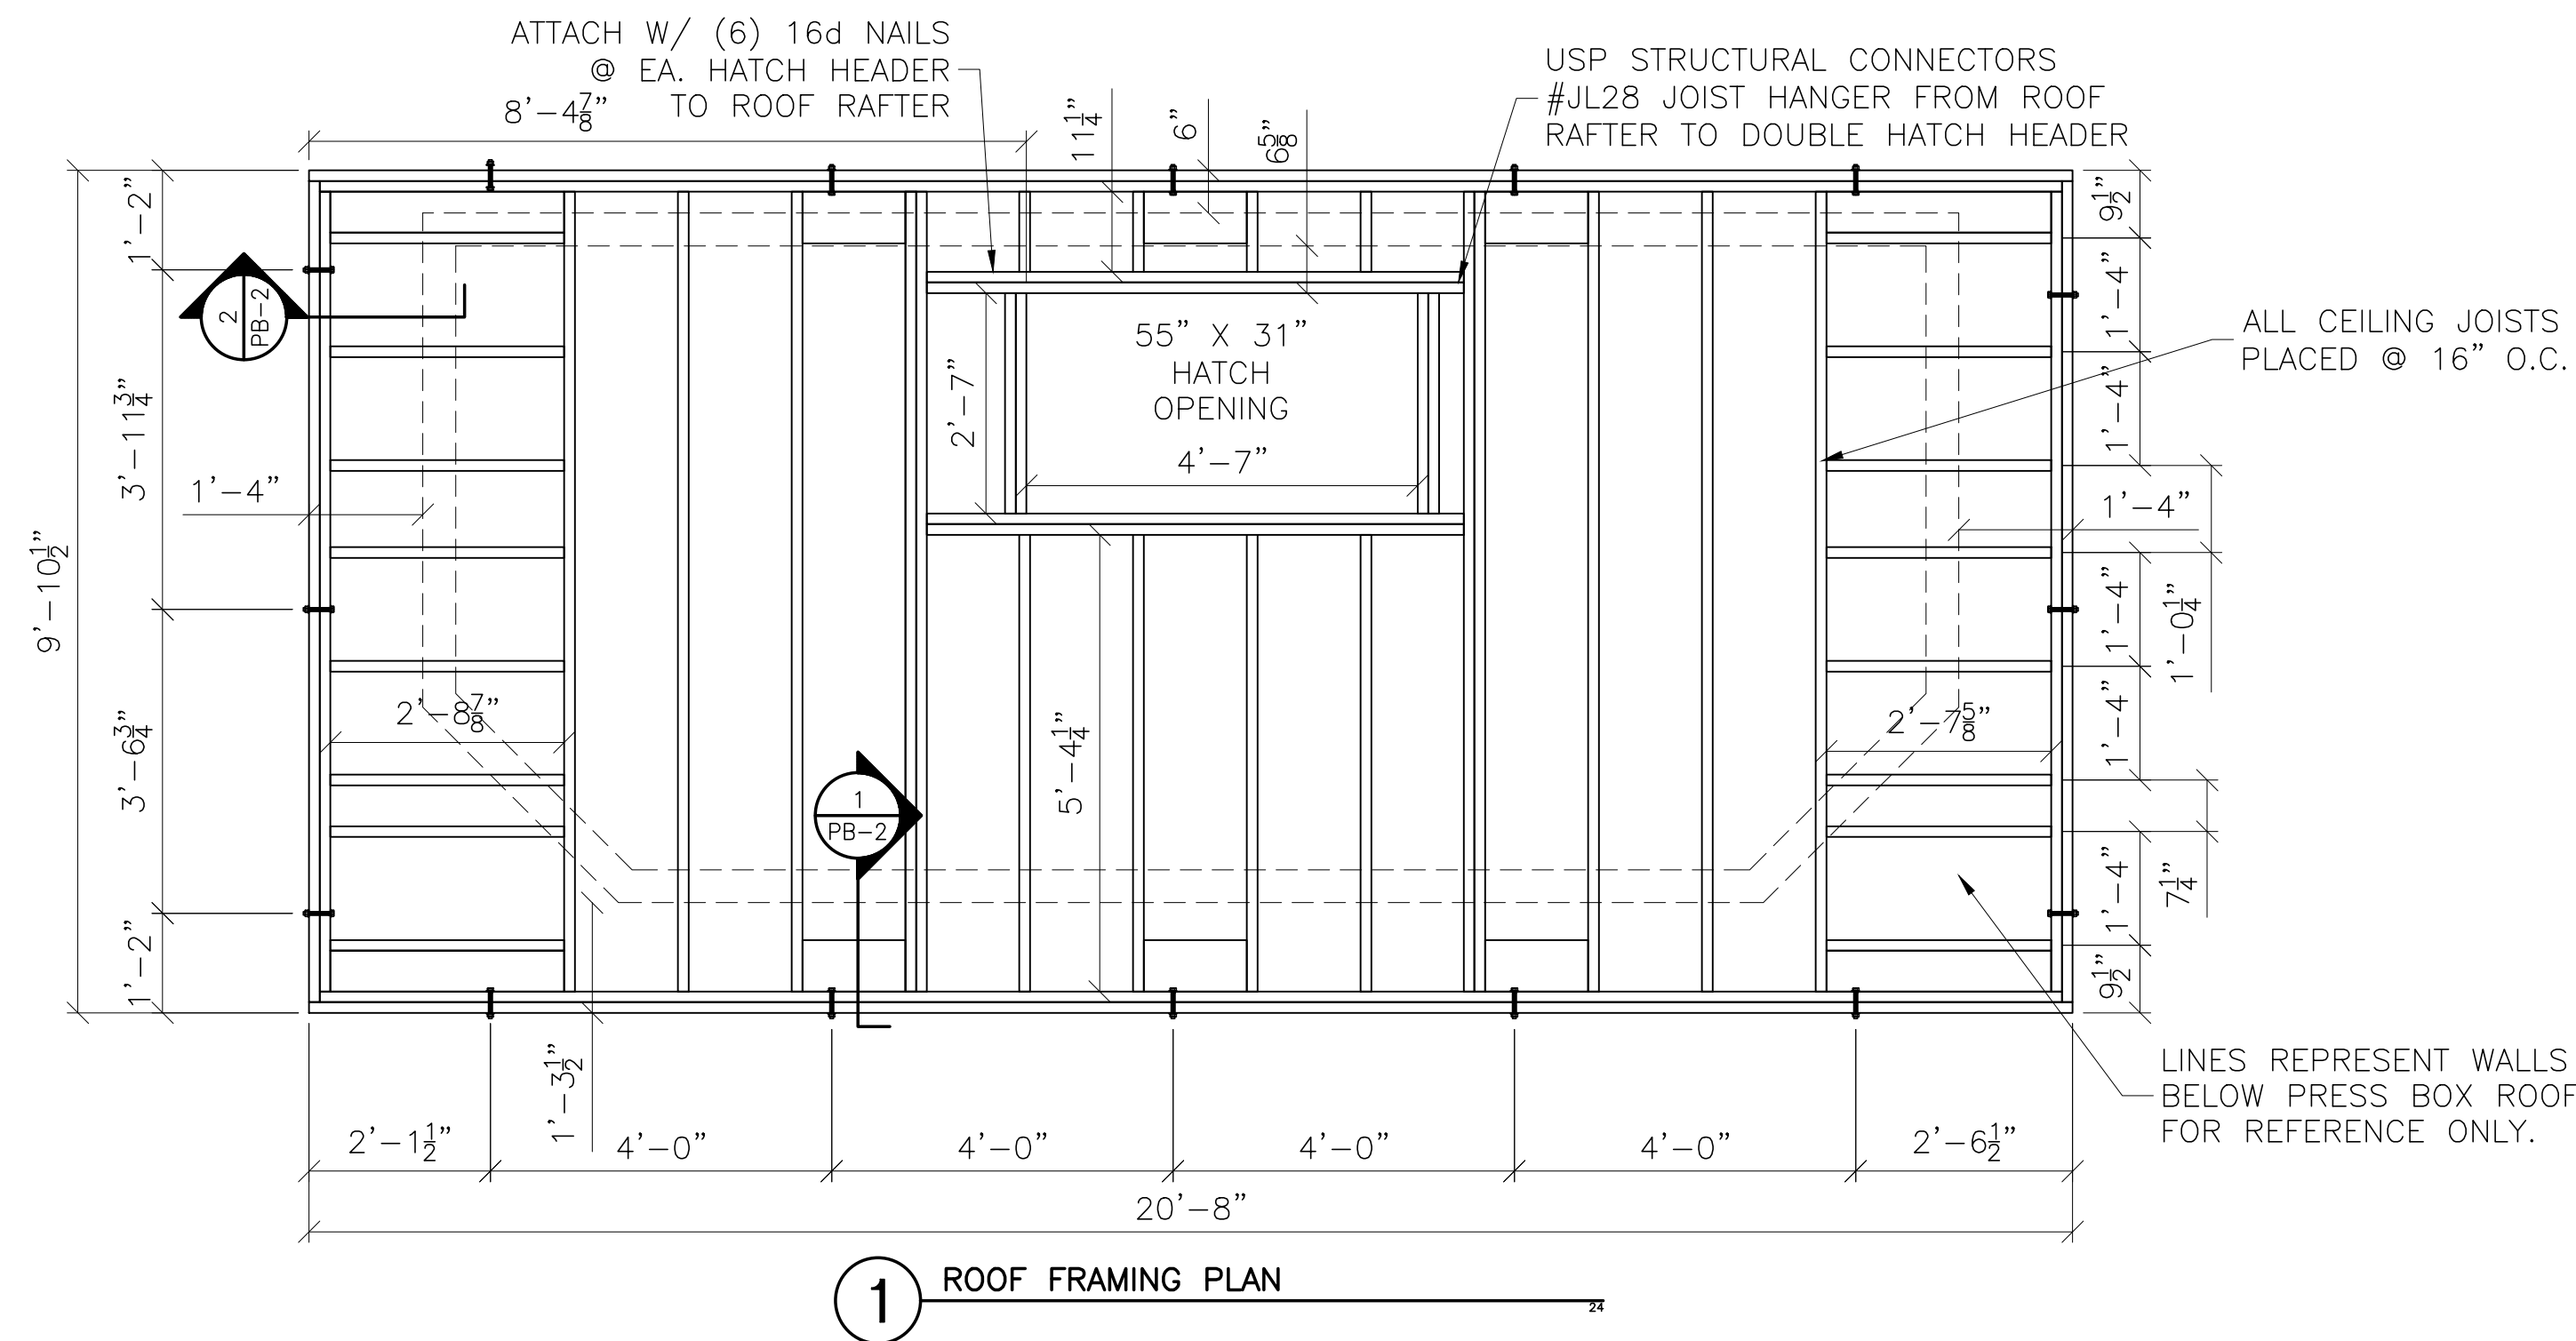 ATTACH W/ (6) 16d NAILS
@ EA. HATCH HEADER
TO ROOF RAFTER
8'-4 7/8"
11 1/4"
6"
6 5/8"
USP STRUCTURAL CONNECTORS
#JL28 JOIST HANGER FROM ROOF
RAFTER TO DOUBLE HATCH HEADER
9'-10 1/2"
1'-2"
3'-11 3/4"
3'-6 3/4"
1'-2"
2
PB-2
1'-4"
55" X 31"
HATCH
OPENING
4'-7"
2'-7"
5'-4 1/4"
2'-8 7/8"
2'-7 5/8"
1
PB-2
9 1/2"
1'-4"
1'-4"
1'-4"
1'-0 1/4"
1'-4"
1'-4"
7 1/4"
1'-4"
9 1/2"
ALL CEILING JOISTS
PLACED @ 16" O.C.
LINES REPRESENT WALLS
BELOW PRESS BOX ROOF
FOR REFERENCE ONLY.
1'-3 1/2"
2'-1 1/2"
4'-0"
4'-0"
4'-0"
4'-0"
2'-6 1/2"
20'-8"
1
ROOF FRAMING PLAN
24